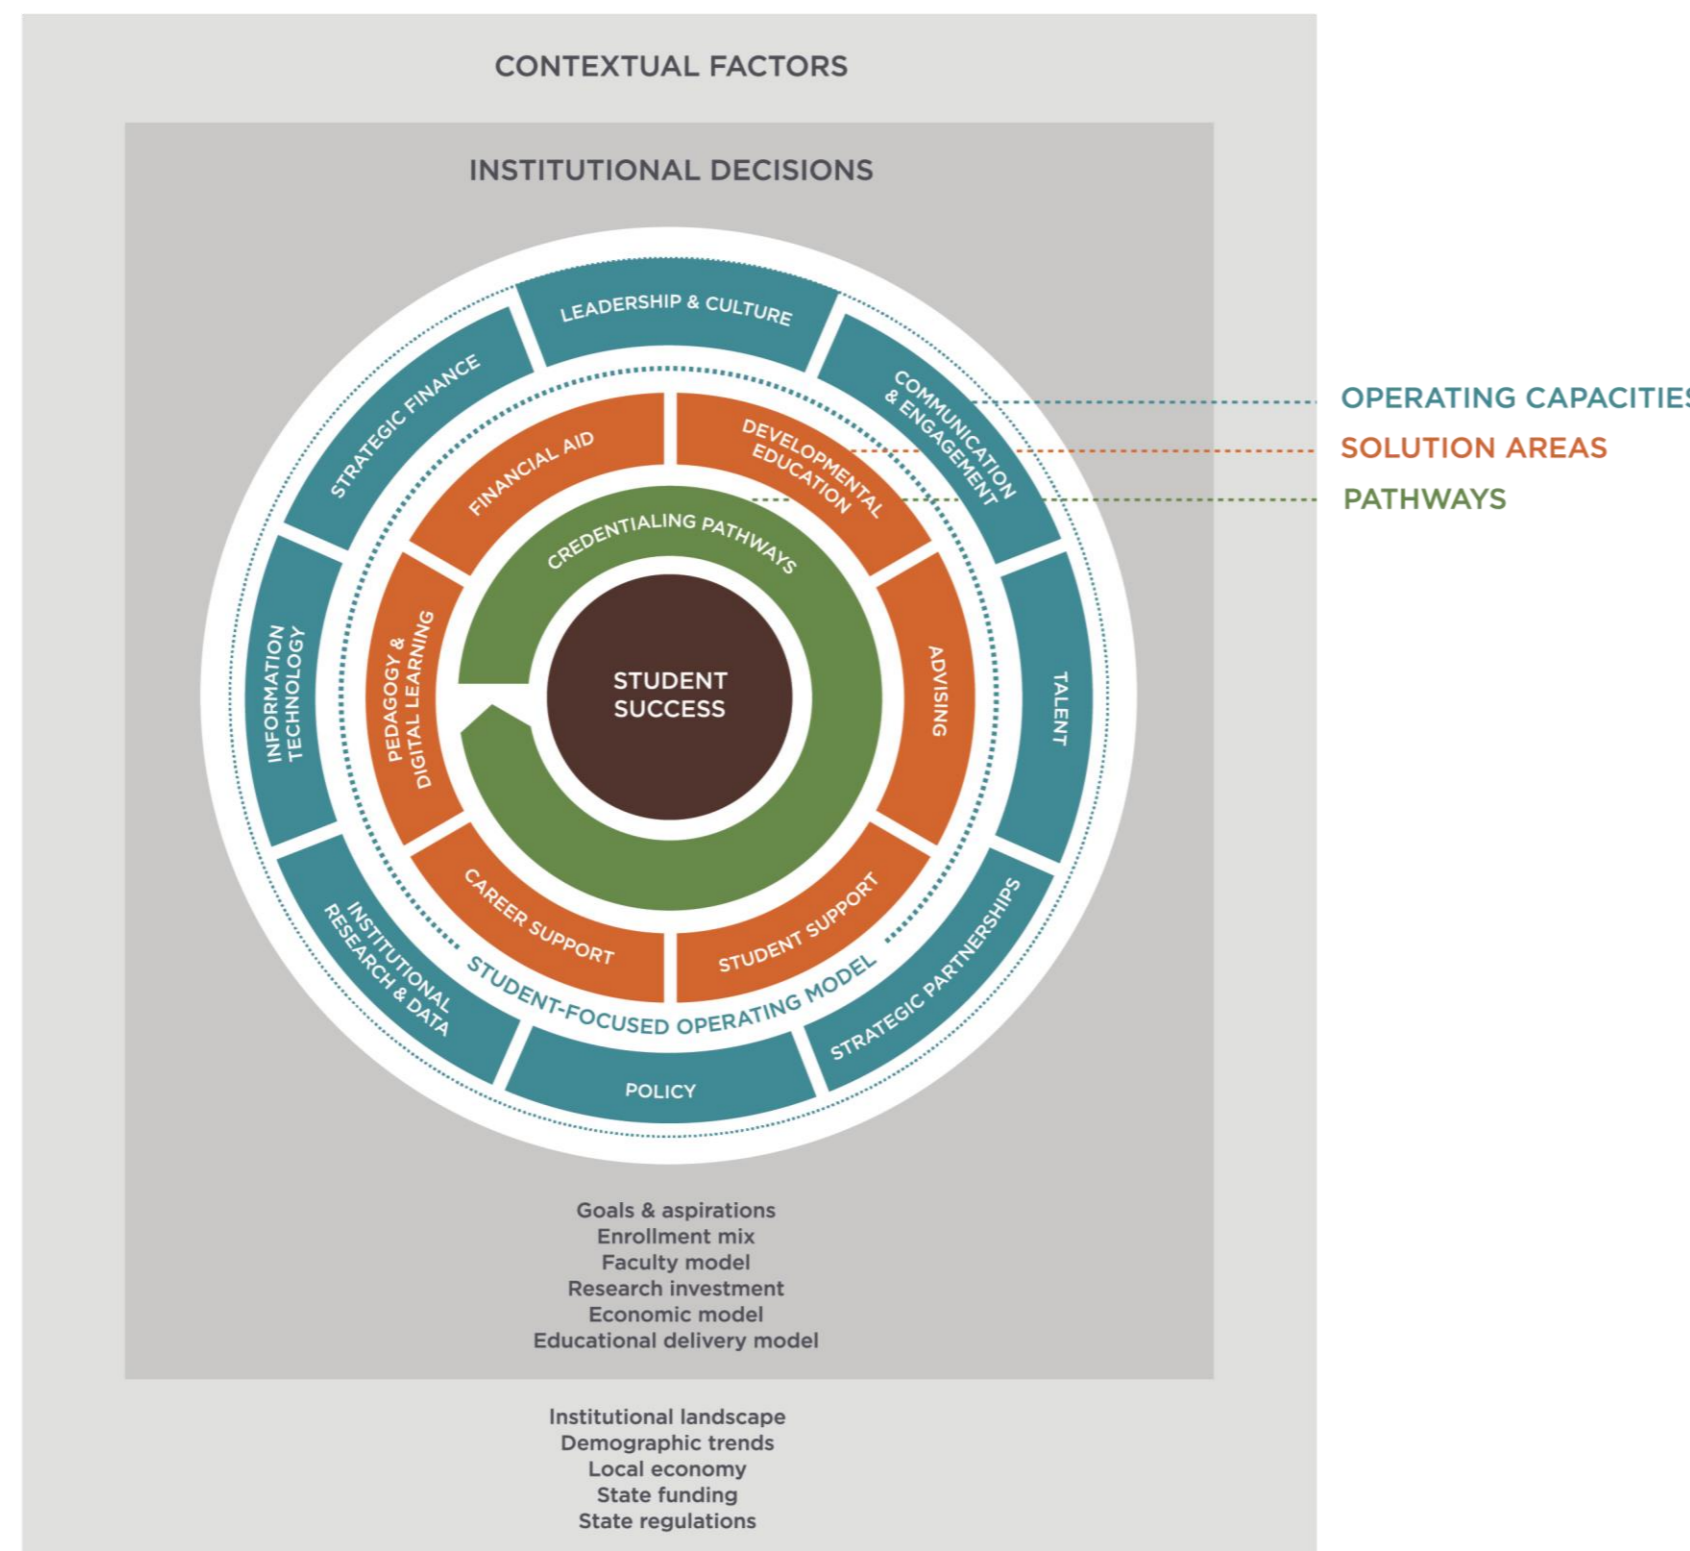 CONTEXTUAL FACTORS
INSTITUTIONAL DECISIONS
LEADERSHIP & CULTURE
COMMUNICATION
& ENGAGEMENT
TALENT
STRATEGIC PARTNERSHIPS
POLICY
INSTITUTIONAL
RESEARCH & DATA
INFORMATION
TECHNOLOGY
STRATEGIC FINANCE
STUDENT-FOCUSED OPERATING MODEL
FINANCIAL AID
DEVELOPMENTAL
EDUCATION
ADVISING
STUDENT SUPPORT
CAREER SUPPORT
PEDAGOGY &
DIGITAL LEARNING
CREDENTIALING PATHWAYS
STUDENT
SUCCESS
OPERATING CAPACITIES
SOLUTION AREAS
PATHWAYS
Goals & aspirations
Enrollment mix
Faculty model
Research investment
Economic model
Educational delivery model
Institutional landscape
Demographic trends
Local economy
State funding
State regulations